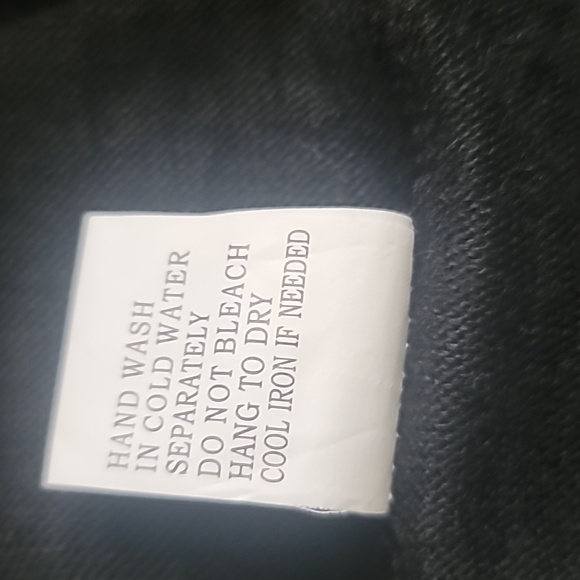 HAND WASH
IN COLD WATER
SEPARATELY
DO NOT BLEACH
HANG TO DRY
COOL IRON IF NEEDED